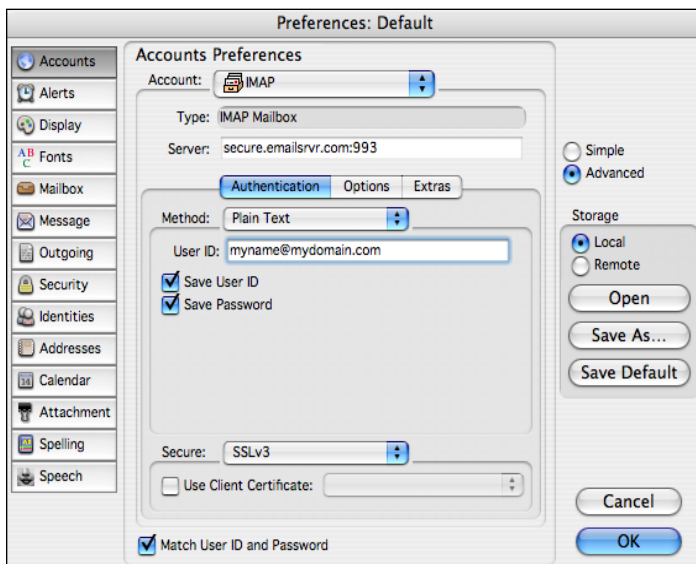 Preferences: Default
Accounts
Alerts
Display
ABC Fonts
Mailbox
Message
Outgoing
Security
Identities
Addresses
Calendar
Attachment
Spelling
Speech
Accounts Preferences
Account: IMAP
Type: IMAP Mailbox
Server: secure.emailsrvr.com:993
Authentication Options Extras
Method: Plain Text
User ID: myname@mydomain.com
Save User ID
Save Password
Secure: SSLv3
Use Client Certificate:
Match User ID and Password
Simple
Advanced
Storage
Local
Remote
Open
Save As...
Save Default
Cancel
OK